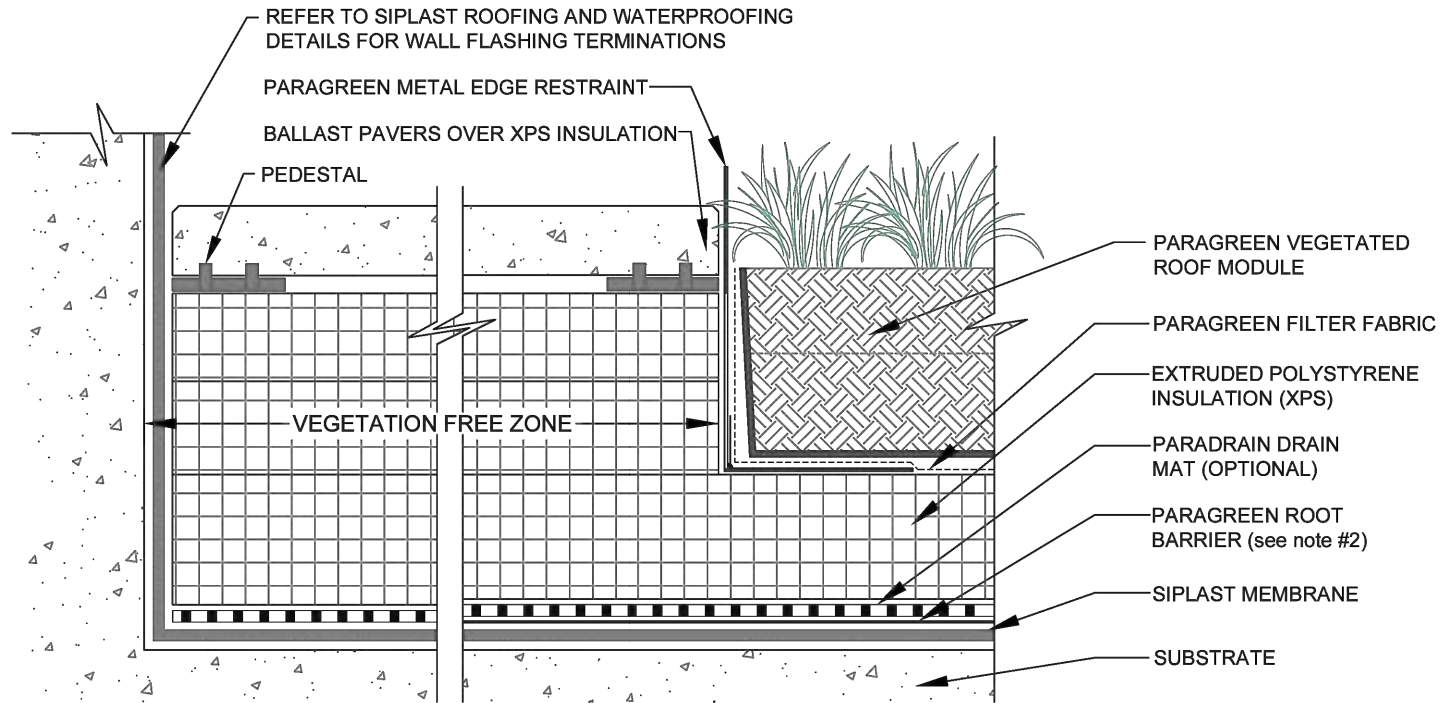 REFER TO SIPLAST ROOFING AND WATERPROOFING
DETAILS FOR WALL FLASHING TERMINATIONS
PARAGREEN METAL EDGE RESTRAINT
BALLAST PAVERS OVER XPS INSULATION
PEDESTAL
PARAGREEN VEGETATED
ROOF MODULE
PARAGREEN FILTER FABRIC
EXTRUDED POLYSTYRENE
INSULATION (XPS)
VEGETATION FREE ZONE
PARADRAIN DRAIN
MAT (OPTIONAL)
PARAGREEN ROOT
BARRIER (see note #2)
SIPLAST MEMBRANE
SUBSTRATE